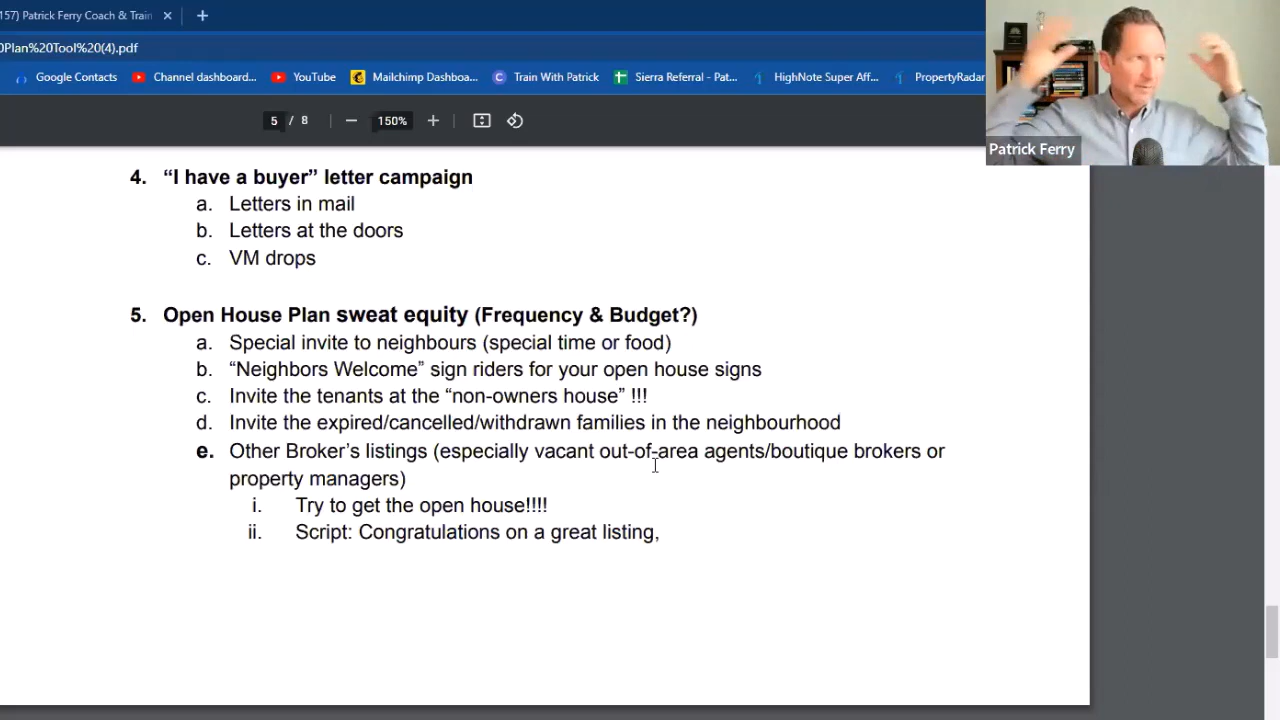 157) Patrick Ferry Coach & Train
0Plan%20Tool%20(4).pdf
Google Contacts
Channel dashboard...
YouTube
Mailchimp Dashboa...
C
Train With Patrick
Sierra Referral - Pat...
HighNote Super Aff...
PropertyRadar
5 / 8
150%
Patrick Ferry
4. “I have a buyer” letter campaign
a. Letters in mail
b. Letters at the doors
c. VM drops
5. Open House Plan sweat equity (Frequency & Budget?)
a. Special invite to neighbours (special time or food)
b. “Neighbors Welcome” sign riders for your open house signs
c. Invite the tenants at the “non-owners house” !!!
d. Invite the expired/cancelled/withdrawn families in the neighbourhood
e. Other Broker’s listings (especially vacant out-of-area agents/boutique brokers or
property managers)
i. Try to get the open house!!!!
ii. Script: Congratulations on a great listing,